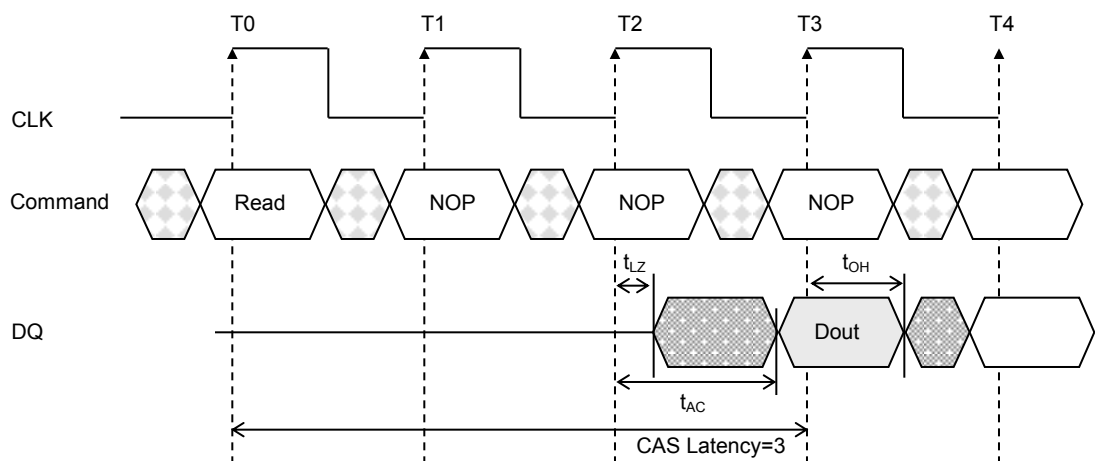 T0 T1 T2 T3 T4
CLK
Command Read NOP NOP NOP
tLZ tOH
DQ Dout
tAC
CAS Latency=3